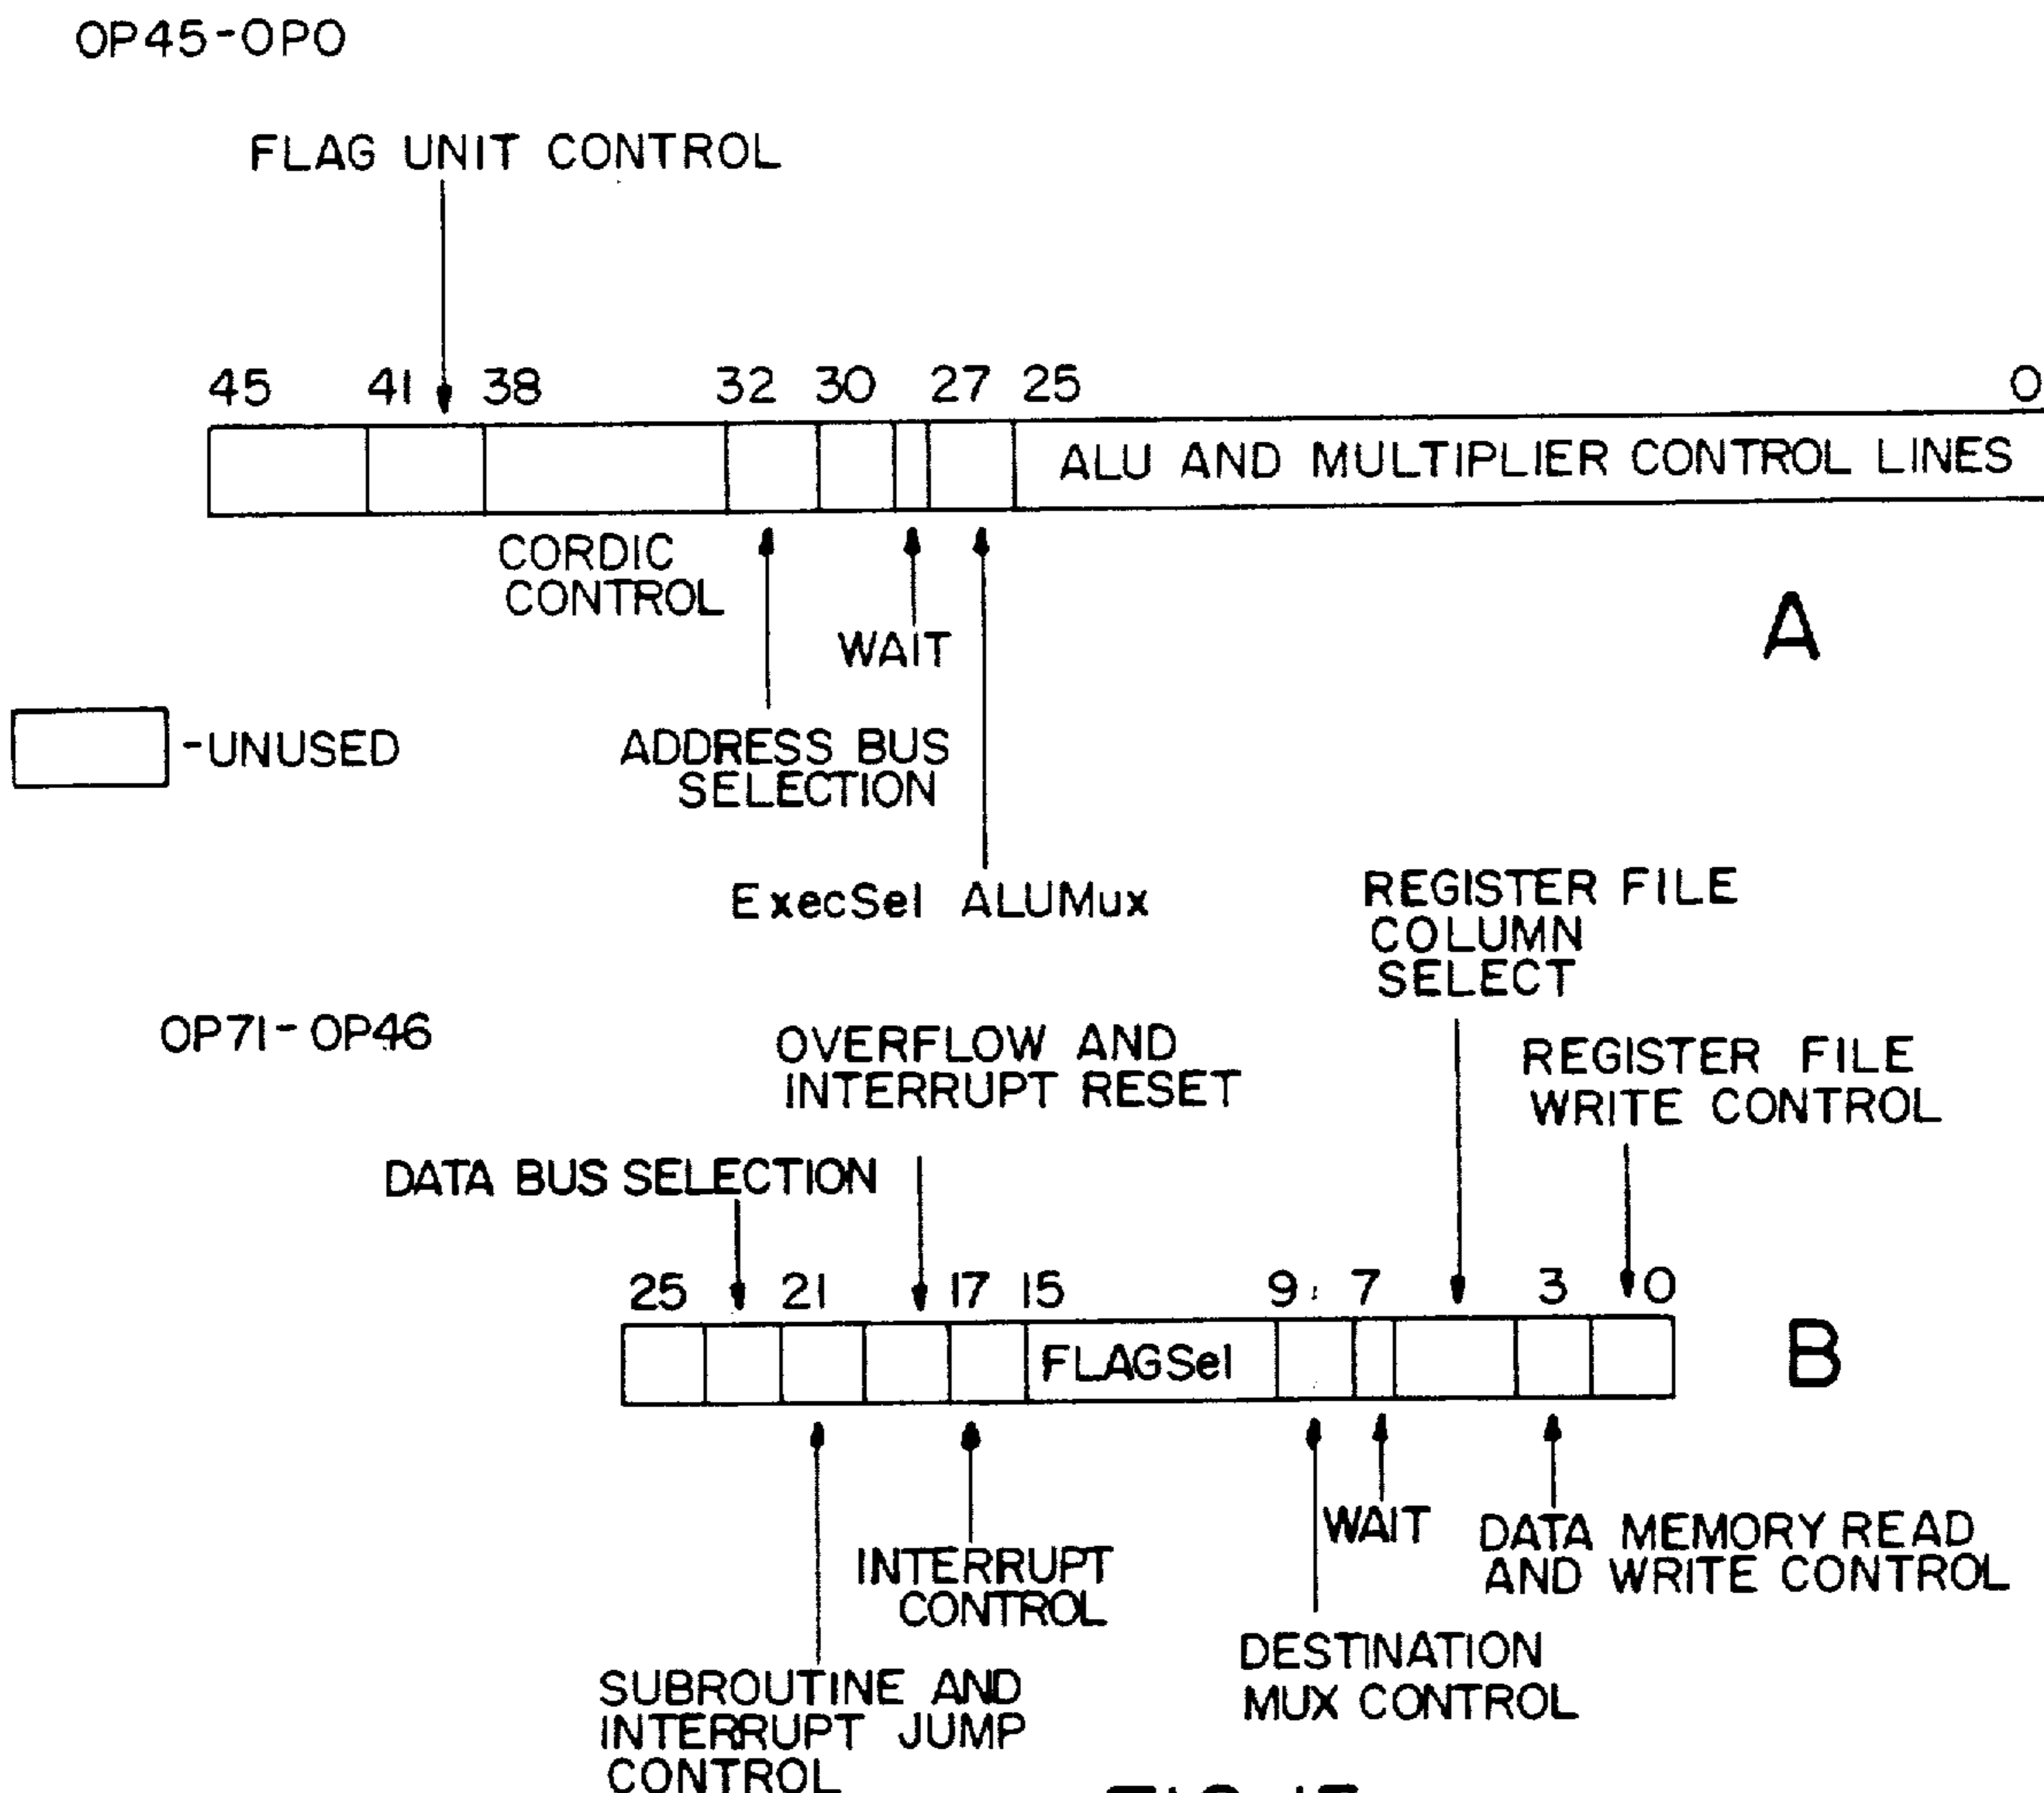 OP45-OP0
FLAG UNIT CONTROL
45 41 38 32 30 27 25 0
ALU AND MULTIPLIER CONTROL LINES
CORDIC
CONTROL
WAIT
A
-UNUSED
ADDRESS BUS
SELECTION
ExecSel ALUMux
REGISTER FILE
COLUMN
SELECT
OP71-OP46
OVERFLOW AND
INTERRUPT RESET
REGISTER FILE
WRITE CONTROL
DATA BUS SELECTION
25 21 17 15 9 7 3 0
FLAGSel
B
WAIT
DATA MEMORY READ
AND WRITE CONTROL
INTERRUPT
CONTROL
DESTINATION
MUX CONTROL
SUBROUTINE AND
INTERRUPT JUMP
CONTROL